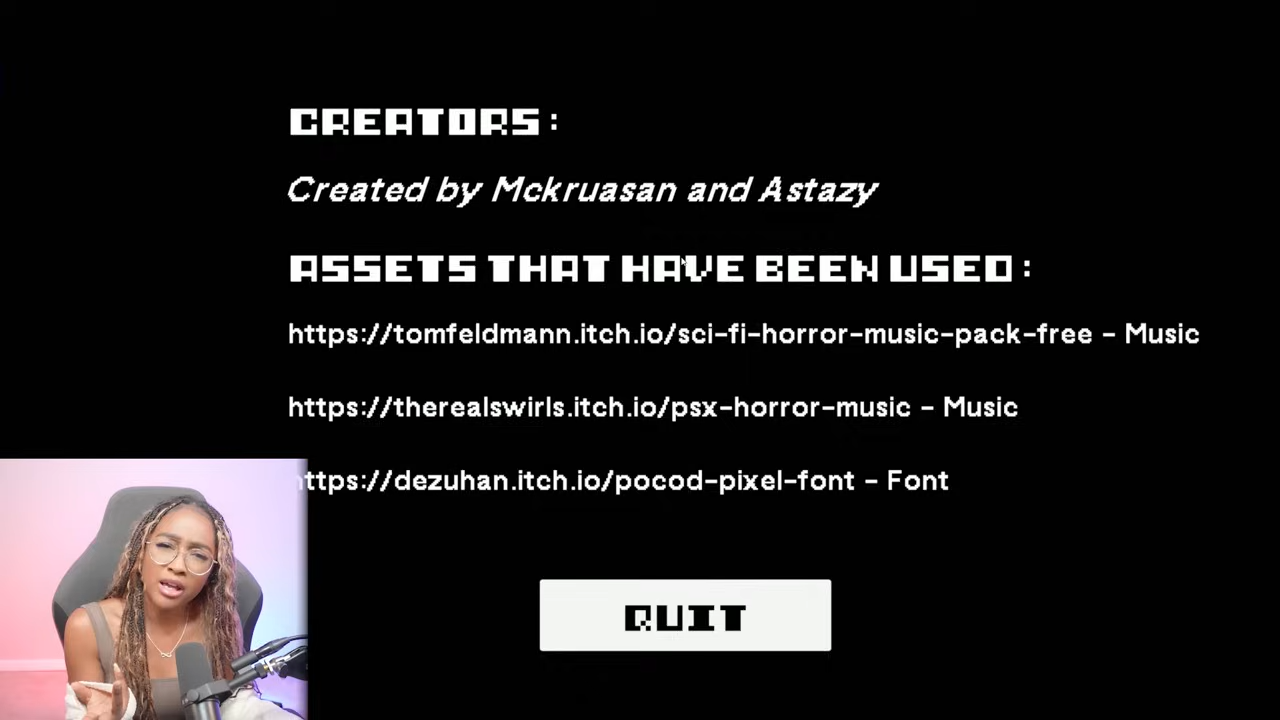 CREATORS:
Created by Mckruasan and Astazy
ASSETS THAT HAVE BEEN USED:
https://tomfeldmann.itch.io/sci-fi-horror-music-pack-free - Music
https://therealswirls.itch.io/psx-horror-music - Music
ttps://dezuhan.itch.io/pocod-pixel-font - Font
QUIT